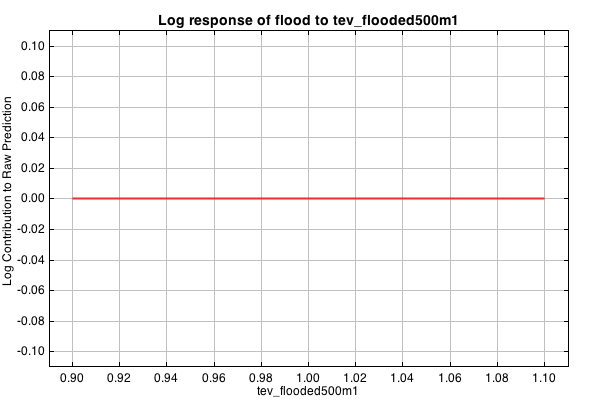 Log response of flood to tev_flooded500m1
Log Contribution to Raw Prediction
0.10
0.08
0.06
0.04
0.02
0.00
-0.02
-0.04
-0.06
-0.08
-0.10
0.90 0.92 0.94 0.96 0.98 1.00 1.02 1.04 1.06 1.08 1.10
tev_flooded500m1